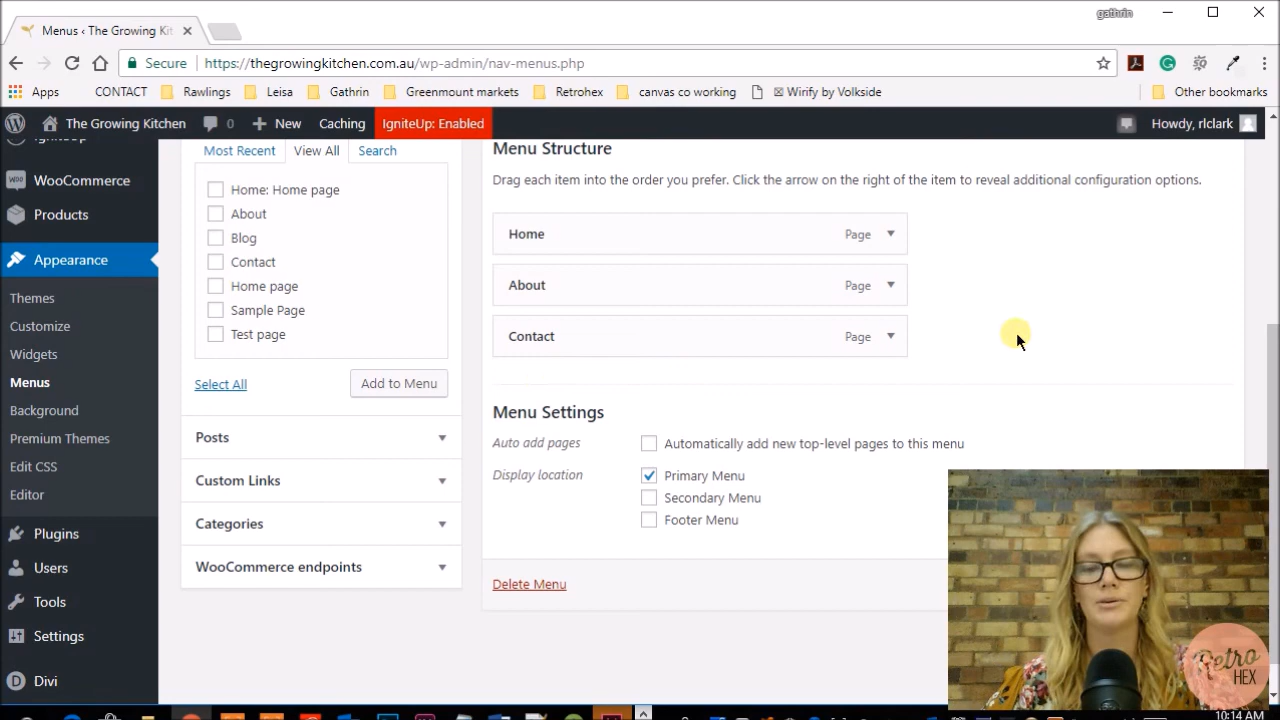 gathrin
Menus ‹ The Growing Kit
Secure https://thegrowingkitchen.com.au/wp-admin/nav-menus.php
Apps CONTACT Rawlings Leisa Gathrin Greenmount markets Retrohex canvas co working ☒ Wirify by Volkside Other bookmarks
The Growing Kitchen 0 New Caching IgniteUp: Enabled Howdy, rlclark
IgniteUp
WooCommerce
Products
Appearance
Themes
Customize
Widgets
Menus
Background
Premium Themes
Edit CSS
Editor
Plugins
Users
Tools
Settings
Divi
Most Recent View All Search
Home: Home page
About
Blog
Contact
Home page
Sample Page
Test page
Select All Add to Menu
Posts
Custom Links
Categories
WooCommerce endpoints
Menu Structure
Drag each item into the order you prefer. Click the arrow on the right of the item to reveal additional configuration options.
Home Page
About Page
Contact Page
Menu Settings
Auto add pages Automatically add new top-level pages to this menu
Display location Primary Menu
Secondary Menu
Footer Menu
Delete Menu
Retro
HEX
10:14 AM